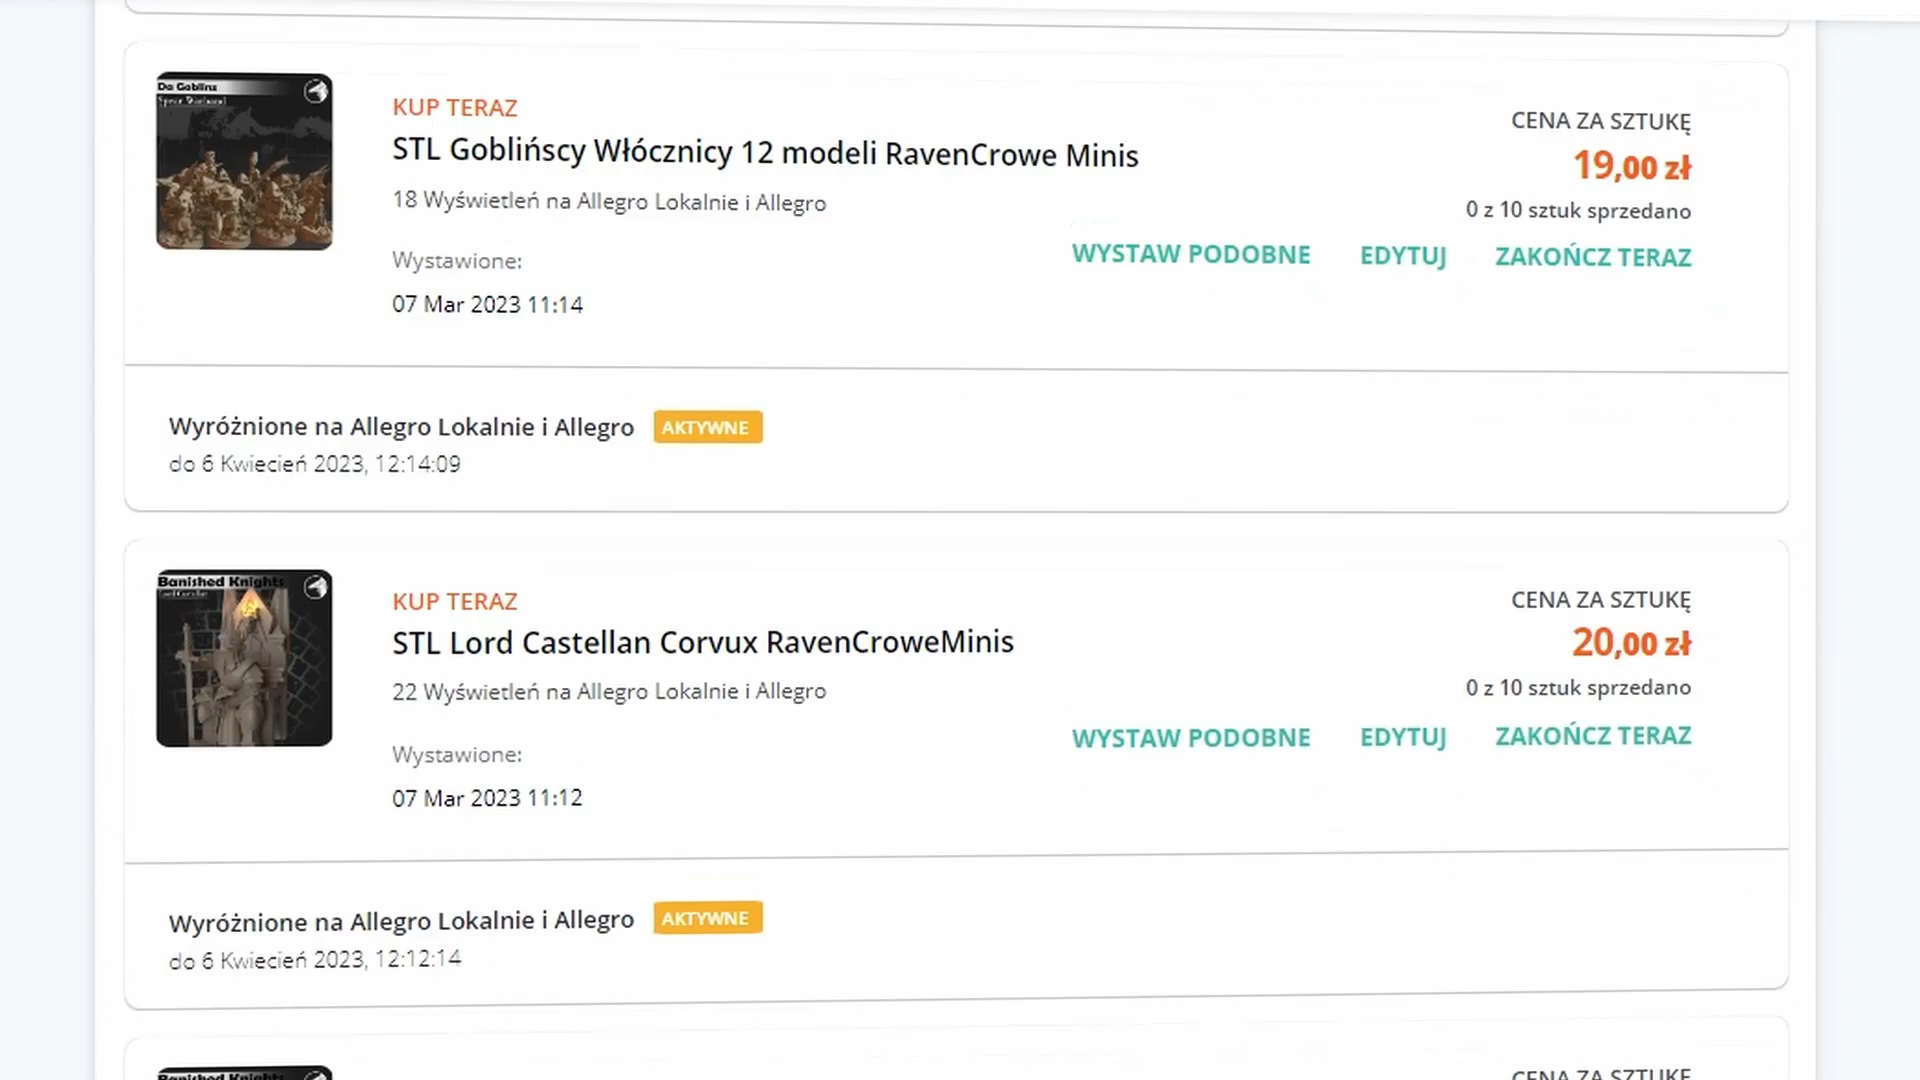 Da Goblinz
KUP TERAZ
STL Goblińscy Włócznicy 12 modeli RavenCrowe Minis
18 Wyświetleń na Allegro Lokalnie i Allegro
Wystawione:
07 Mar 2023 11:14
CENA ZA SZTUKĘ
19,00 zł
0 z 10 sztuk sprzedano
WYSTAW PODOBNE EDYTUJ ZAKOŃCZ TERAZ
Wyróżnione na Allegro Lokalnie i Allegro AKTYWNE
do 6 Kwiecień 2023, 12:14:09
Banished Knights
KUP TERAZ
STL Lord Castellan Corvux RavenCroweMinis
22 Wyświetleń na Allegro Lokalnie i Allegro
Wystawione:
07 Mar 2023 11:12
CENA ZA SZTUKĘ
20,00 zł
0 z 10 sztuk sprzedano
WYSTAW PODOBNE EDYTUJ ZAKOŃCZ TERAZ
Wyróżnione na Allegro Lokalnie i Allegro AKTYWNE
do 6 Kwiecień 2023, 12:12:14
Banished Knights
CENA ZA SZTUKĘ